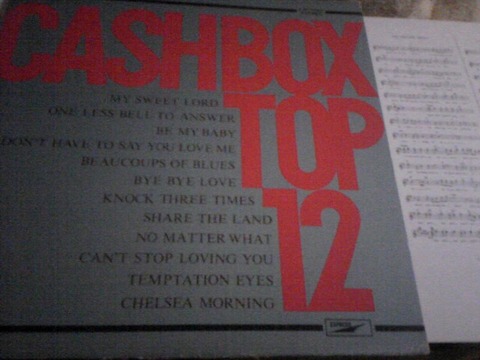 CASHBOX
TOP
12
MY SWEET LORD
ONE LESS BELL TO ANSWER
BE MY BABY
DON'T HAVE TO SAY YOU LOVE ME
BEAUCOUPS OF BLUES
BYE BYE LOVE
KNOCK THREE TIMES
SHARE THE LAND
NO MATTER WHAT
CAN'T STOP LOVING YOU
TEMPTATION EYES
CHELSEA MORNING
EXPRESS